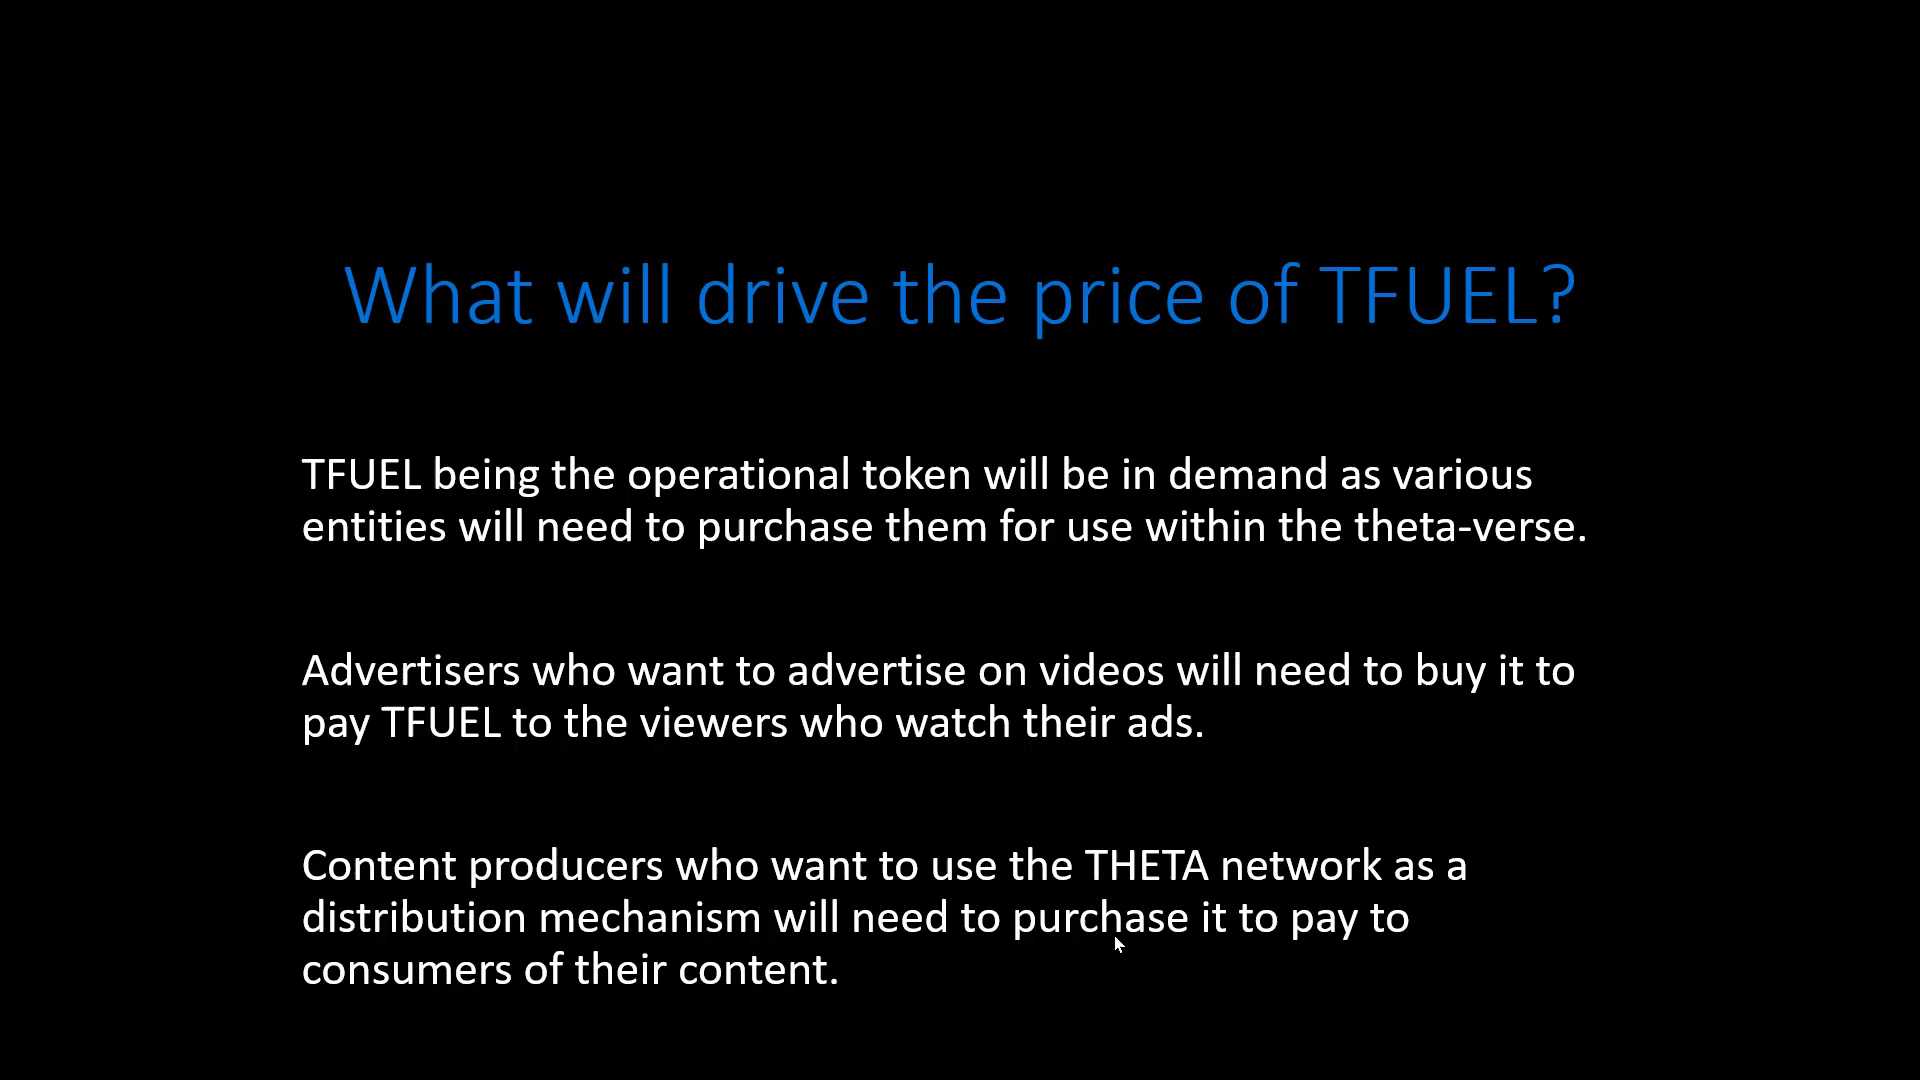 What will drive the price of TFUEL?
TFUEL being the operational token will be in demand as various
entities will need to purchase them for use within the theta-verse.
Advertisers who want to advertise on videos will need to buy it to
pay TFUEL to the viewers who watch their ads.
Content producers who want to use the THETA network as a
distribution mechanism will need to purchase it to pay to
consumers of their content.